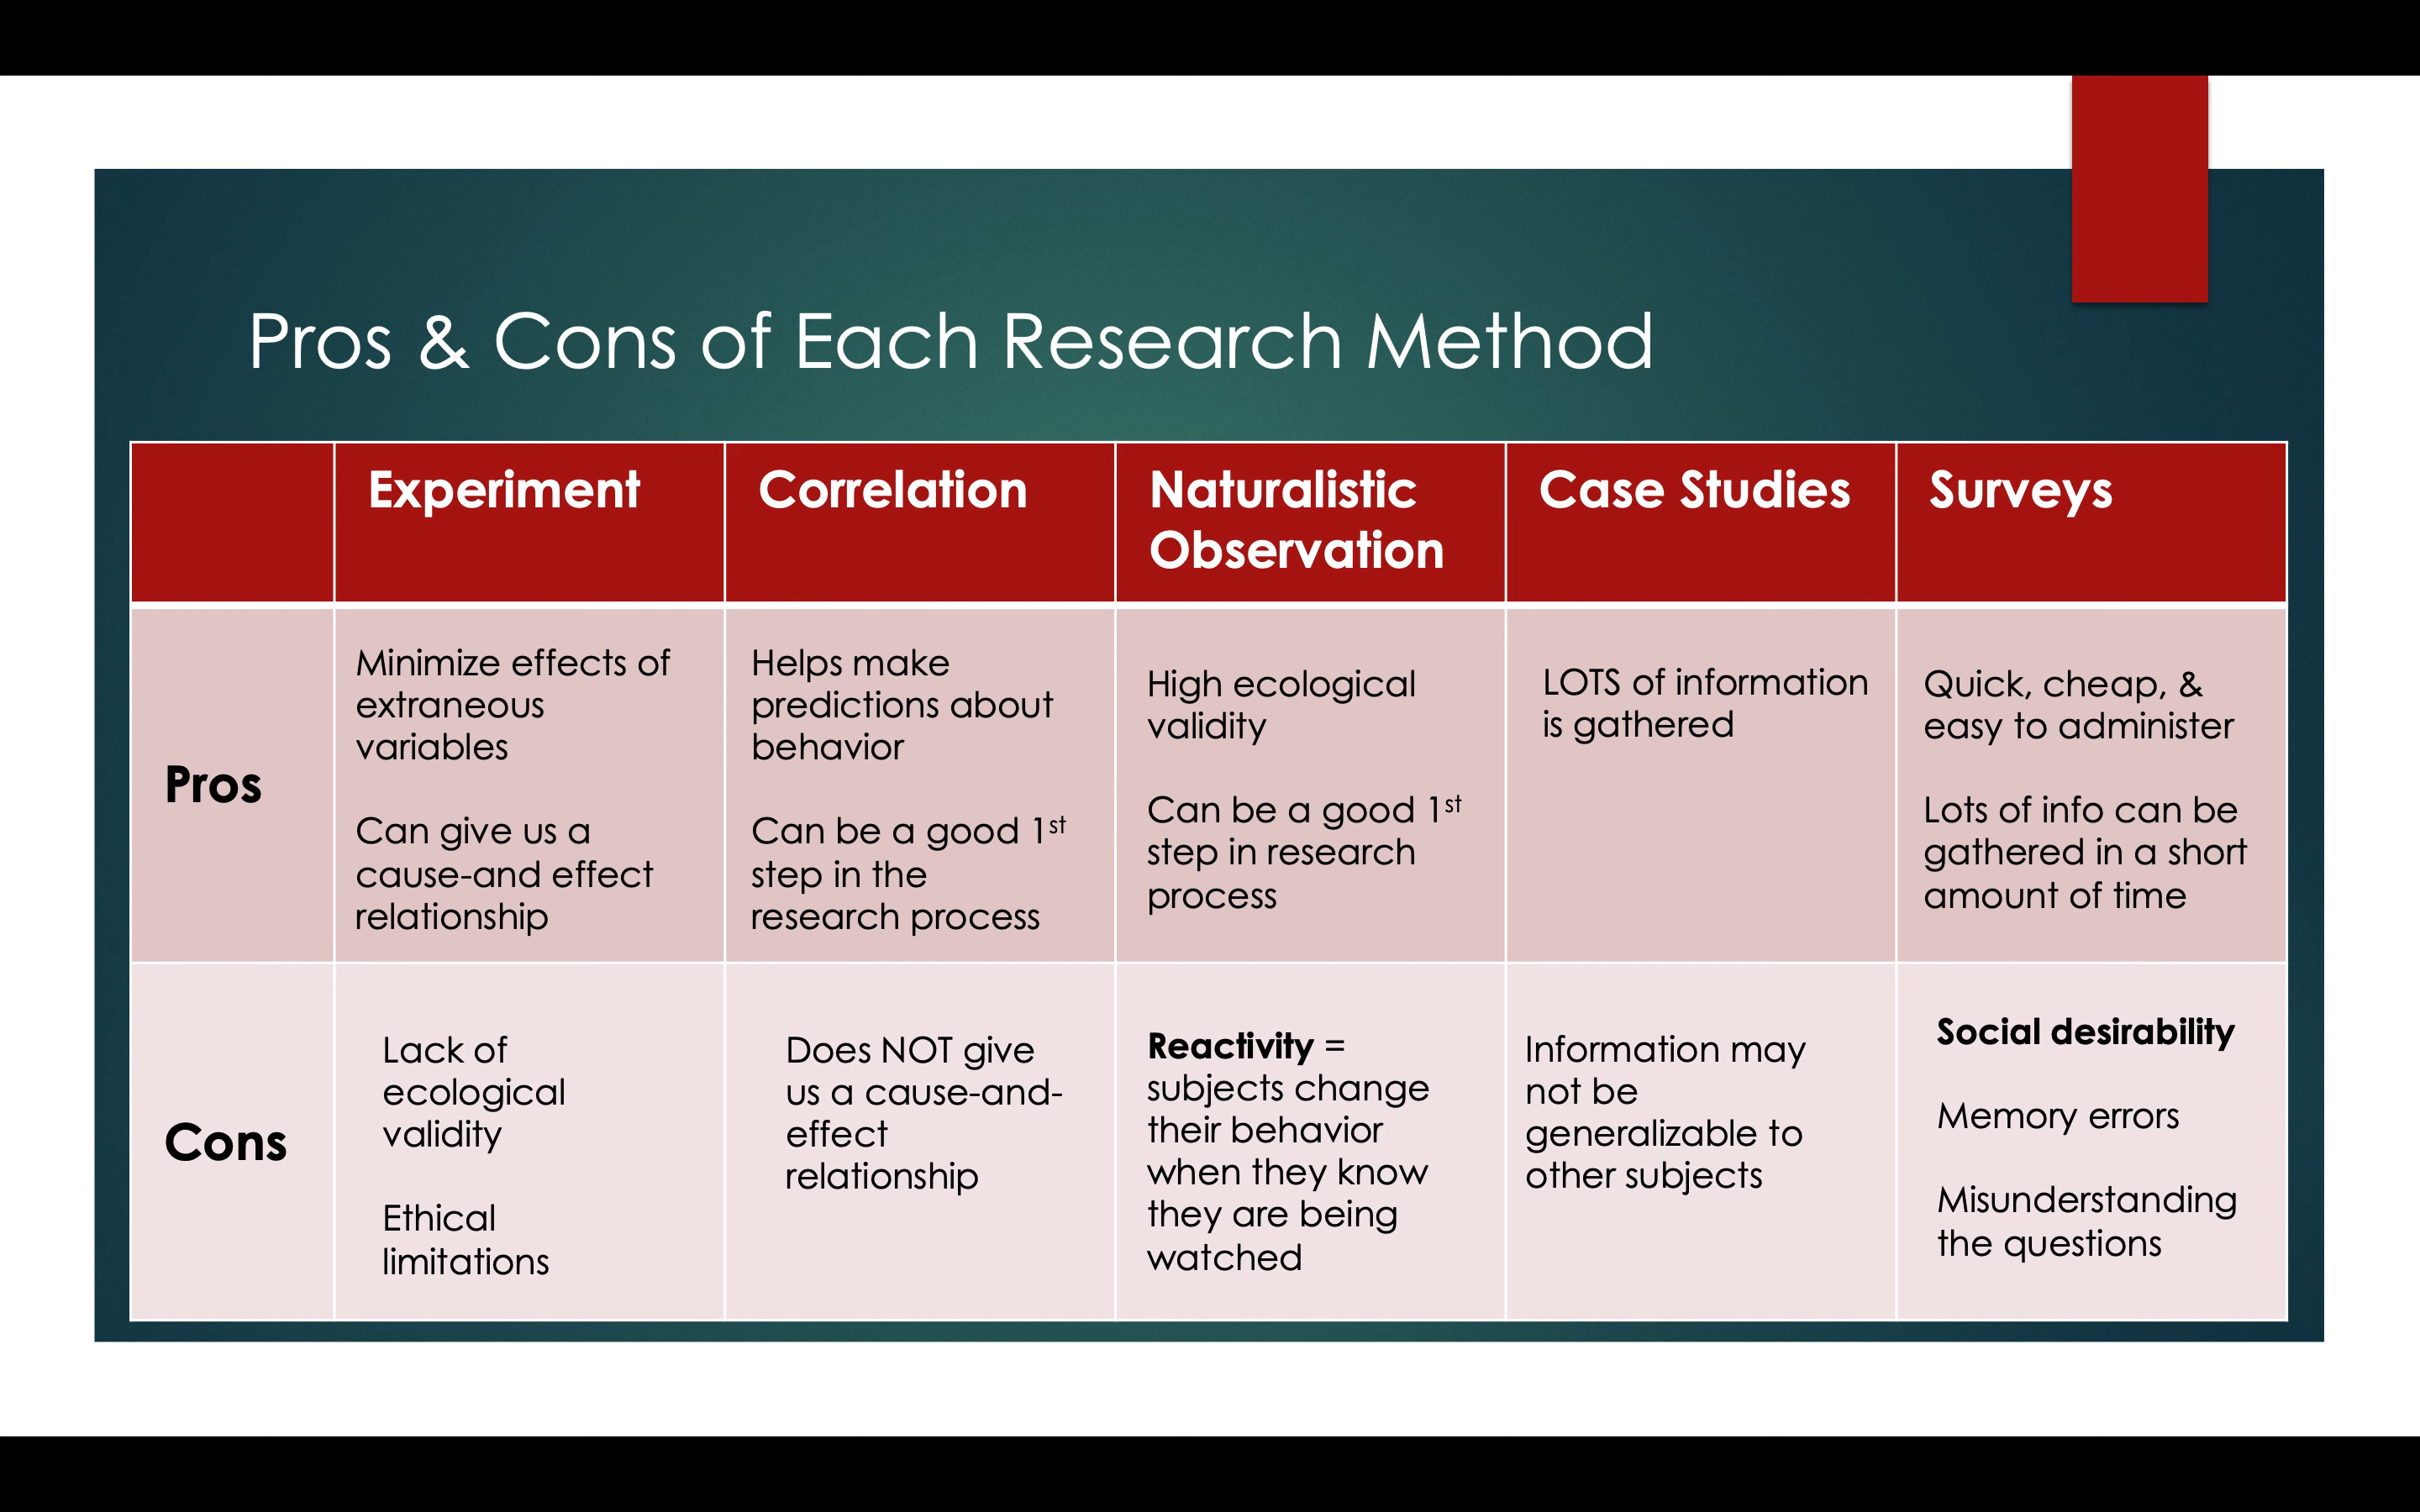 Pros & Cons of Each Research Method
Experiment
Correlation
Naturalistic
Observation
Case Studies
Surveys
Pros
Minimize effects of
extraneous
variables
Can give us a
cause-and effect
relationship
Helps make
predictions about
behavior
Can be a good 1st
step in the
research process
High ecological
validity
Can be a good 1st
step in research
process
LOTS of information
is gathered
Quick, cheap, &
easy to administer
Lots of info can be
gathered in a short
amount of time
Cons
Lack of
ecological
validity
Ethical
limitations
Does NOT give
us a cause-and-
effect
relationship
Reactivity =
subjects change
their behavior
when they know
they are being
watched
Information may
not be
generalizable to
other subjects
Social desirability
Memory errors
Misunderstanding
the questions